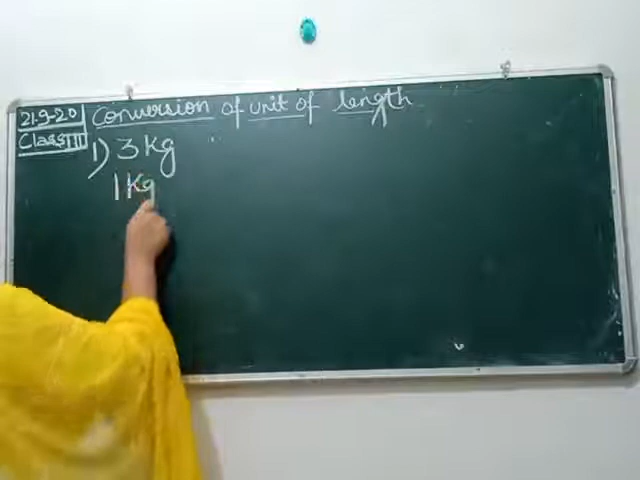 21-9-20
Class III
Conversion of unit of length
1) 3 Kg
1 Kg